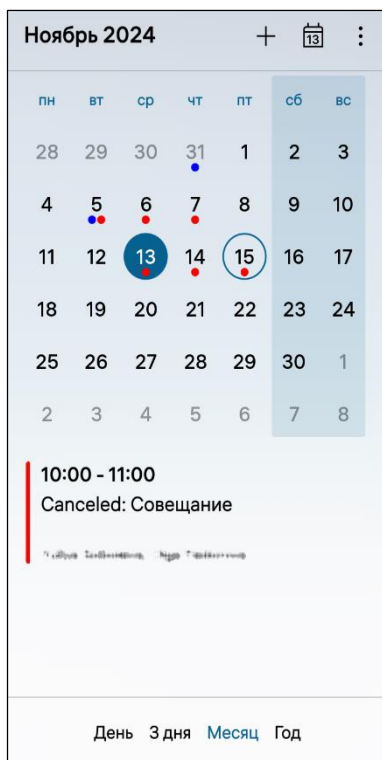 Ноябрь 2024
13
пн вт ср чт пт сб вс
28 29 30 31 1 2 3
4 5 6 7 8 9 10
11 12 13 14 15 16 17
18 19 20 21 22 23 24
25 26 27 28 29 30 1
2 3 4 5 6 7 8
10:00 - 11:00
Canceled: Совещание
День 3 дня Месяц Год